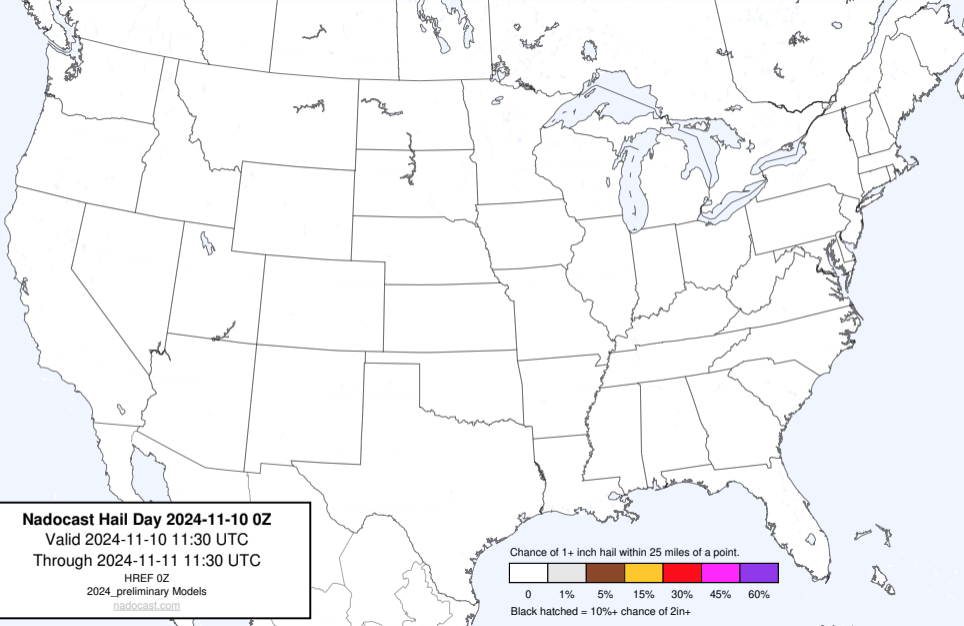 Nadocast Hail Day 2024-11-10 0Z
Valid 2024-11-10 11:30 UTC
Through 2024-11-11 11:30 UTC
HREF 0Z
2024_preliminary Models
nadocast.com
Chance of 1+ inch hail within 25 miles of a point.
0 1% 5% 15% 30% 45% 60%
Black hatched = 10%+ chance of 2in+